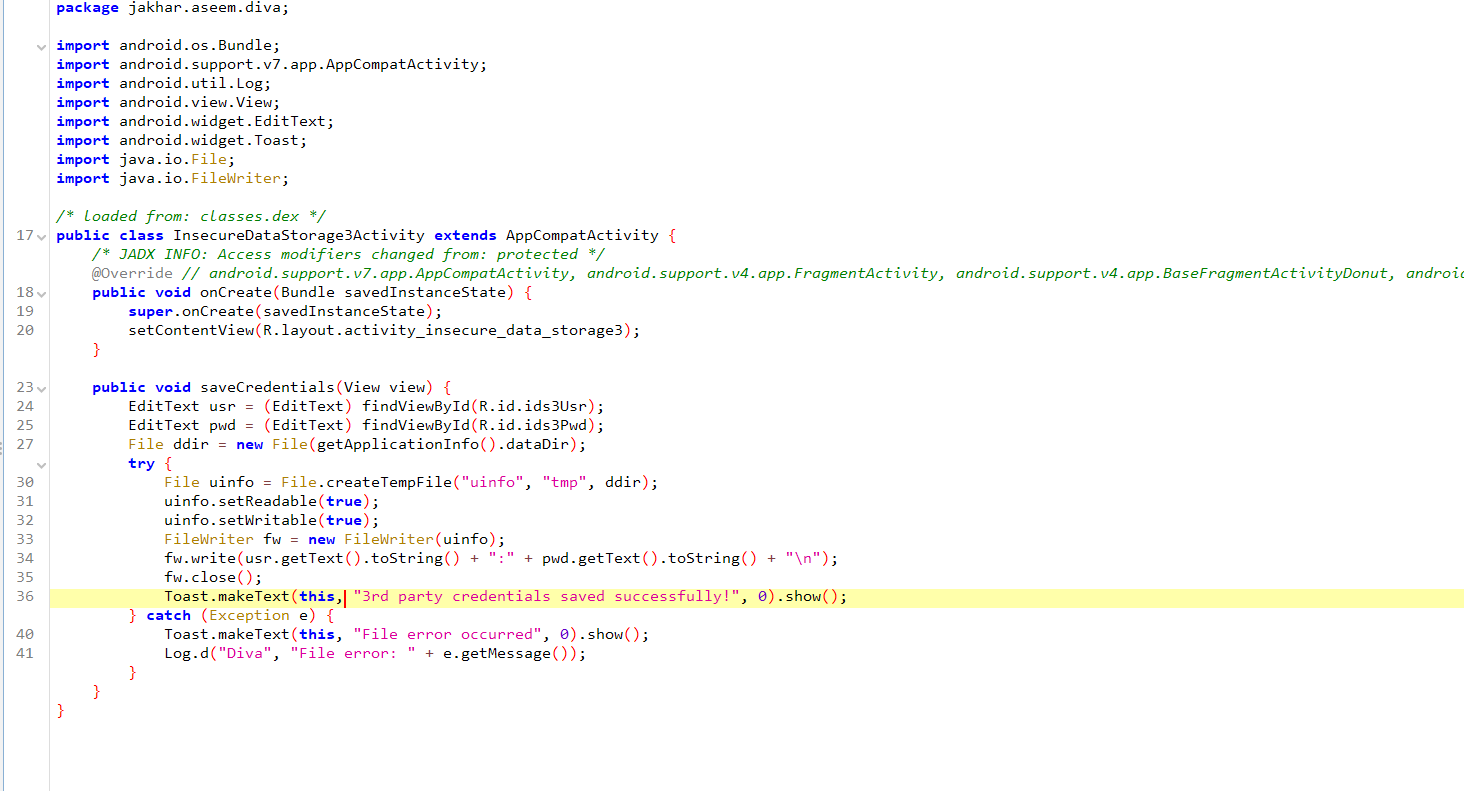 package jakhar.aseem.diva;
import android.os.Bundle;
import android.support.v7.app.AppCompatActivity;
import android.util.Log;
import android.view.View;
import android.widget.EditText;
import android.widget.Toast;
import java.io.File;
import java.io.FileWriter;
/* loaded from: classes.dex */
17 public class InsecureDataStorage3Activity extends AppCompatActivity {
/* JADX INFO: Access modifiers changed from: protected */
@Override // android.support.v7.app.AppCompatActivity, android.support.v4.app.FragmentActivity, android.support.v4.app.BaseFragmentActivityDonut,
18 public void onCreate(Bundle savedInstanceState) {
19 super.onCreate(savedInstanceState);
20 setContentView(R.layout.activity_insecure_data_storage3);
}
23 public void saveCredentials(View view) {
24 EditText usr = (EditText) findViewById(R.id.ids3Usr);
25 EditText pwd = (EditText) findViewById(R.id.ids3Pwd);
27 File ddir = new File(getApplicationInfo().dataDir);
try {
30 File uinfo = File.createTempFile("uinfo", "tmp", ddir);
31 uinfo.setReadable(true);
32 uinfo.setWritable(true);
33 FileWriter fw = new FileWriter(uinfo);
34 fw.write(usr.getText().toString() + ":" + pwd.getText().toString() + "\n");
35 fw.close();
36 Toast.makeText(this, "3rd party credentials saved successfully!", 0).show();
} catch (Exception e) {
40 Toast.makeText(this, "File error occurred", 0).show();
41 Log.d("Diva", "File error: " + e.getMessage());
}
}
}